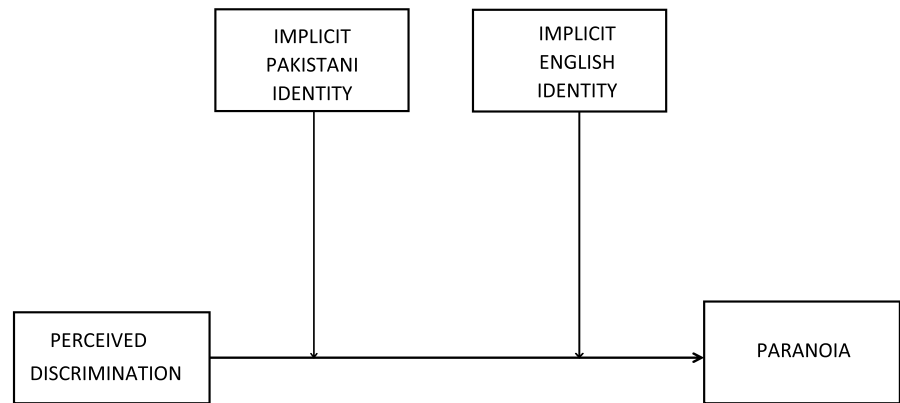 IMPLICIT
PAKISTANI
IDENTITY
IMPLICIT
ENGLISH
IDENTITY
PERCEIVED
DISCRIMINATION
PARANOIA